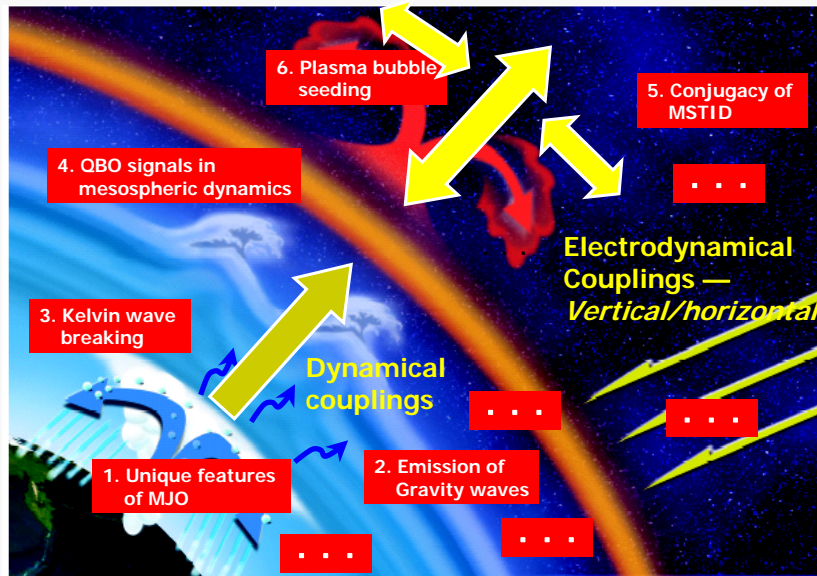 6. Plasma bubble
seeding
5. Conjugacy of
MSTID
4. QBO signals in
mesospheric dynamics
. . .
Electrodynamical
Couplings —
Vertical/horizontal
3. Kelvin wave
breaking
Dynamical
couplings
. . .
. . .
1. Unique features
of MJO
2. Emission of
Gravity waves
. . .
. . .